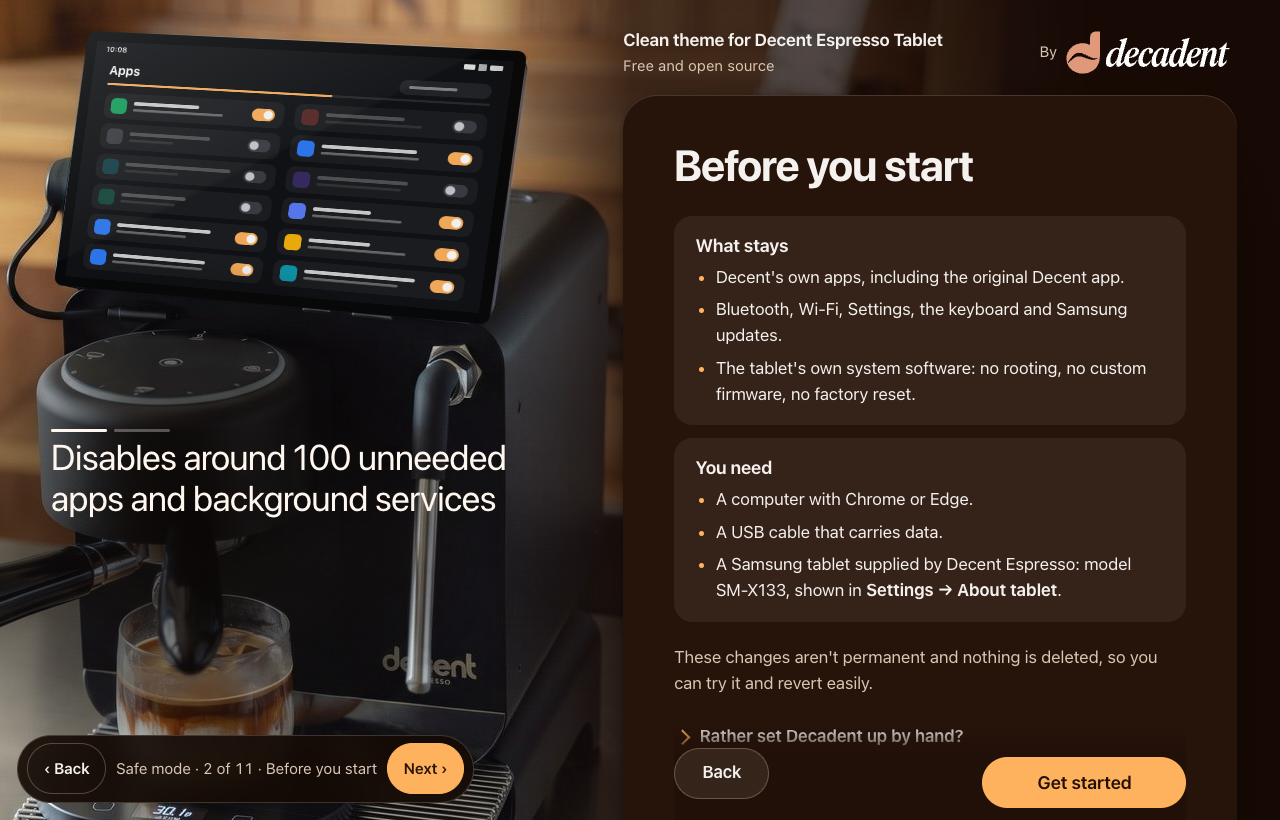 10:08
Apps
Disables around 100 unneeded
apps and background services
decent
‹ Back
Safe mode · 2 of 11 · Before you start
Next ›
30.1
Clean theme for Decent Espresso Tablet
Free and open source
By decadent
Before you start
What stays
• Decent's own apps, including the original Decent app.
• Bluetooth, Wi-Fi, Settings, the keyboard and Samsung
updates.
• The tablet's own system software: no rooting, no custom
firmware, no factory reset.
You need
• A computer with Chrome or Edge.
• A USB cable that carries data.
• A Samsung tablet supplied by Decent Espresso: model
SM-X133, shown in Settings → About tablet.
These changes aren't permanent and nothing is deleted, so you
can try it and revert easily.
Rather set Decadent up by hand?
Back
Get started